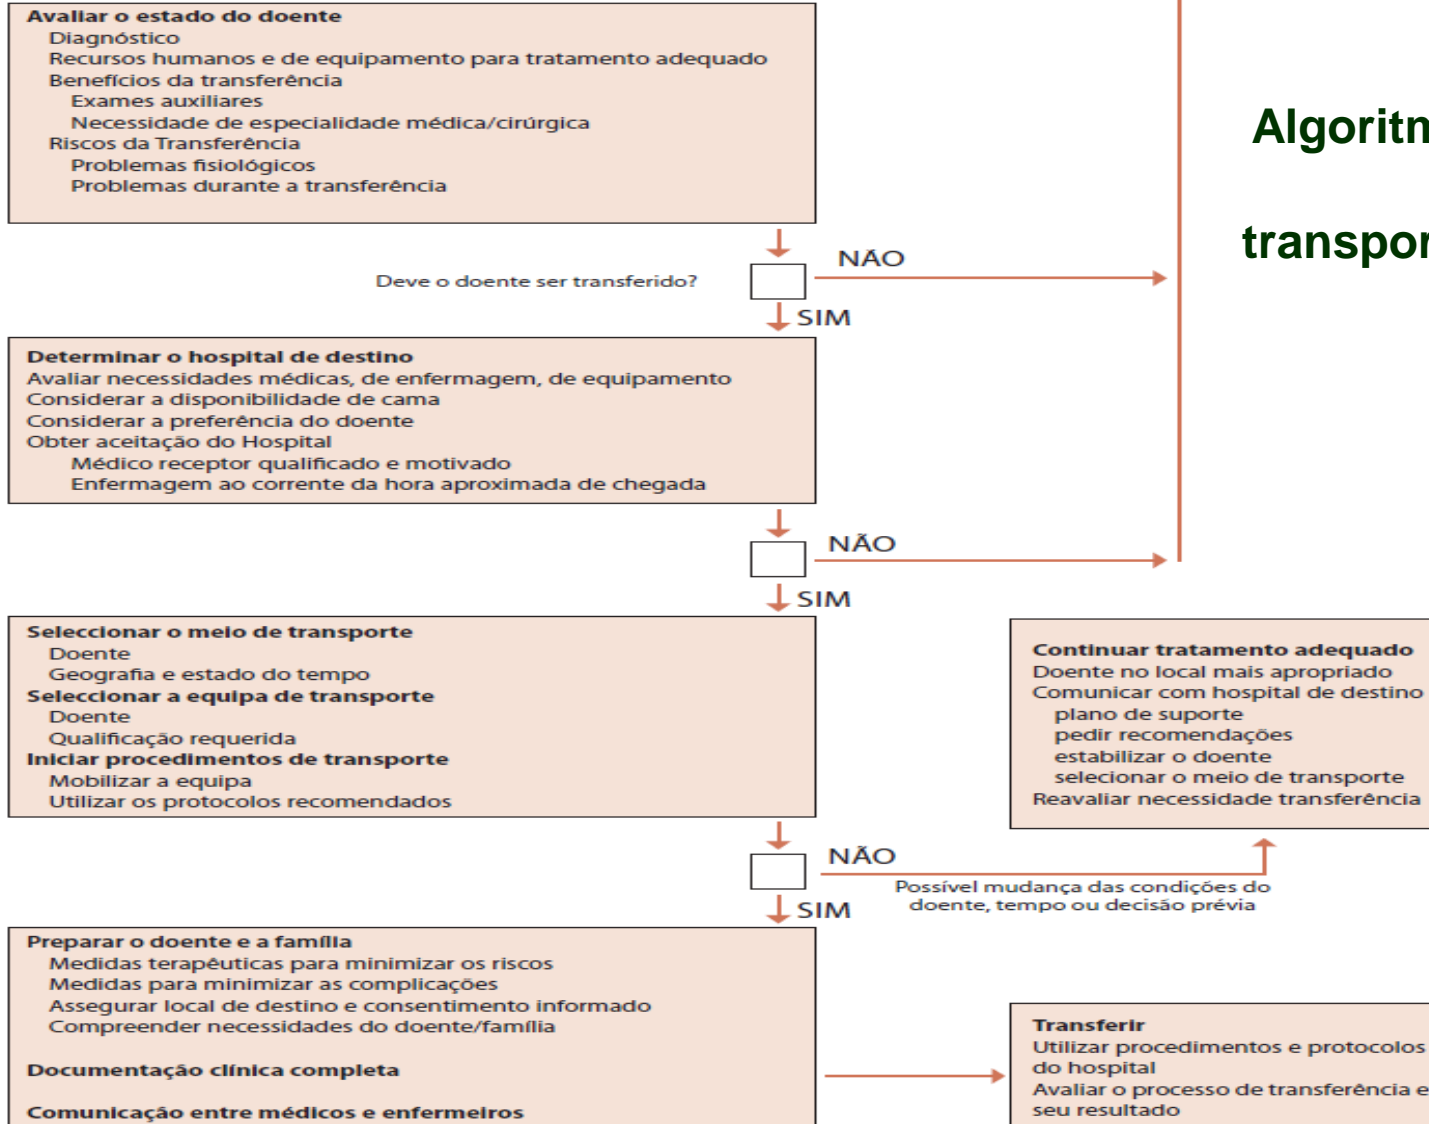 Avaliar o estado do doente
Diagnóstico
Recursos humanos e de equipamento para tratamento adequado
Benefícios da transferência
Exames auxiliares
Necessidade de especialidade médica/cirúrgica
Riscos da Transferência
Problemas fisiológicos
Problemas durante a transferência
Deve o doente ser transferido?
NÃO
SIM
Determinar o hospital de destino
Avaliar necessidades médicas, de enfermagem, de equipamento
Considerar a disponibilidade de cama
Considerar a preferência do doente
Obter aceitação do Hospital
Médico receptor qualificado e motivado
Enfermagem ao corrente da hora aproximada de chegada
NÃO
SIM
Seleccionar o meio de transporte
Doente
Geografia e estado do tempo
Seleccionar a equipa de transporte
Doente
Qualificação requerida
Iniciar procedimentos de transporte
Mobilizar a equipa
Utilizar os protocolos recomendados
NÃO
Possível mudança das condições do
doente, tempo ou decisão prévia
SIM
Preparar o doente e a família
Medidas terapêuticas para minimizar os riscos
Medidas para minimizar as complicações
Assegurar local de destino e consentimento informado
Compreender necessidades do doente/família
Documentação clínica completa
Comunicação entre médicos e enfermeiros
Continuar tratamento adequado
Doente no local mais apropriado
Comunicar com hospital de destino
plano de suporte
pedir recomendações
estabilizar o doente
selecionar o meio de transporte
Reavaliar necessidade transferência
Transferir
Utilizar procedimentos e protocolos
do hospital
Avaliar o processo de transferência e
seu resultado